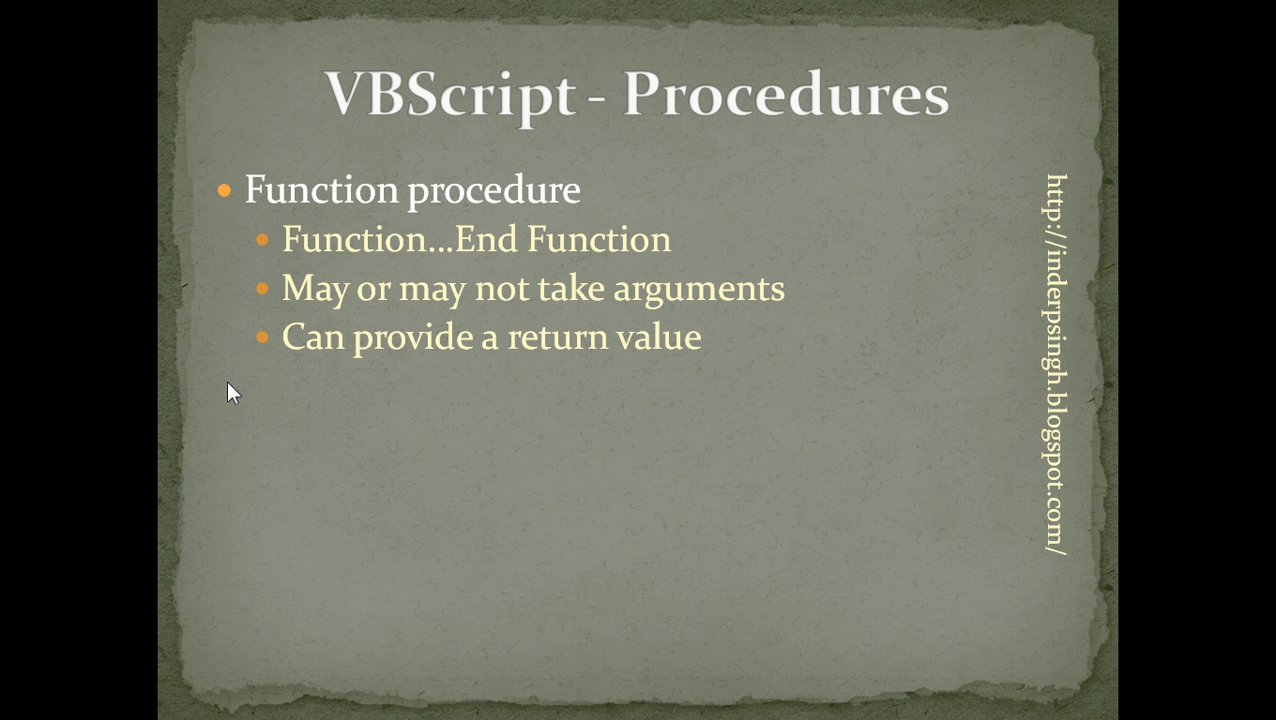 VBScript - Procedures
Function procedure
Function...End Function
May or may not take arguments
Can provide a return value
http://inderpsingh.blogspot.com/